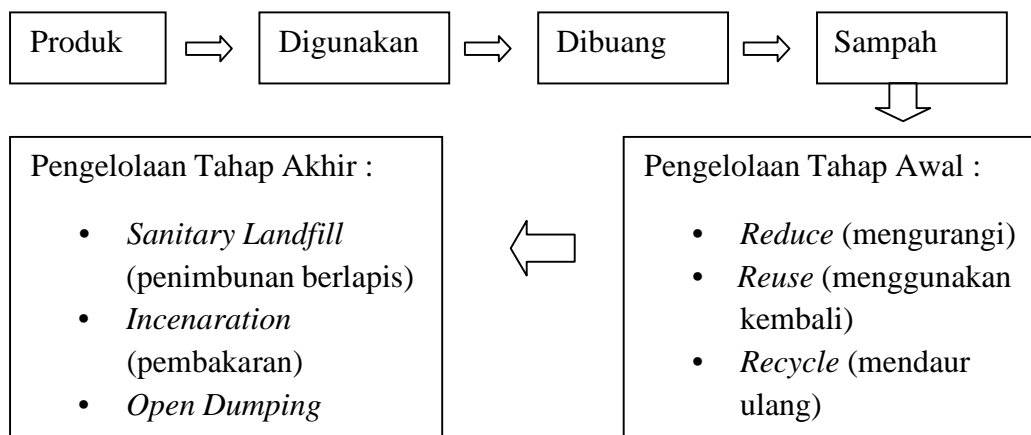 Produk
Digunakan
Dibuang
Sampah
Pengelolaan Tahap Awal :
• Reduce (mengurangi)
• Reuse (menggunakan
kembali)
• Recycle (mendaur
ulang)
Pengelolaan Tahap Akhir :
• Sanitary Landfill
(penimbunan berlapis)
• Incenaration
(pembakaran)
• Open Dumping